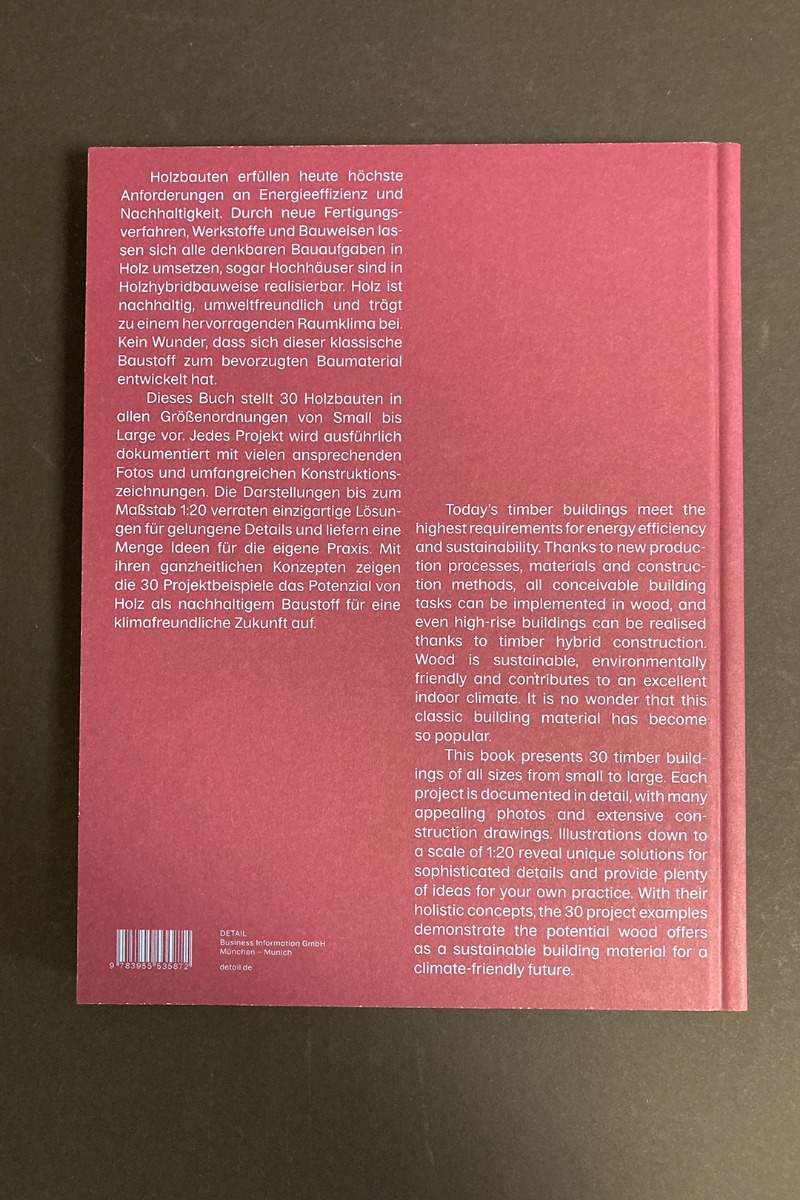 Holzbauten erfüllen heute höchste
Anforderungen an Energieeffizienz und
Nachhaltigkeit. Durch neue Fertigungs-
verfahren, Werkstoffe und Bauweisen las-
sen sich alle denkbaren Bauaufgaben in
Holz umsetzen, sogar Hochhäuser sind in
Holzhybridbauweise realisierbar. Holz ist
nachhaltig, umweltfreundlich und trägt
zu einem hervorragenden Raumklima bei.
Kein Wunder, dass sich dieser klassische
Baustoff zum bevorzugten Baumaterial
entwickelt hat.
Dieses Buch stellt 30 Holzbauten in
allen Größenordnungen von Small bis
Large vor. Jedes Projekt wird ausführlich
dokumentiert mit vielen ansprechenden
Fotos und umfangreichen Konstruktions-
zeichnungen. Die Darstellungen bis zum
Maßstab 1:20 verraten einzigartige Lösun-
gen für gelungene Details und liefern eine
Menge Ideen für die eigene Praxis. Mit
ihren ganzheitlichen Konzepten zeigen
die 30 Projektbeispiele das Potenzial von
Holz als nachhaltigem Baustoff für eine
klimafreundliche Zukunft auf.
Today's timber buildings meet the
highest requirements for energy efficiency
and sustainability. Thanks to new produc-
tion processes, materials and construc-
tion methods, all conceivable building
tasks can be implemented in wood, and
even high-rise buildings can be realised
thanks to timber hybrid construction.
Wood is sustainable, environmentally
friendly and contributes to an excellent
indoor climate. It is no wonder that this
classic building material has become
so popular.
This book presents 30 timber build-
ings of all sizes from small to large. Each
project is documented in detail, with many
appealing photos and extensive con-
struction drawings. Illustrations down to
a scale of 1:20 reveal unique solutions for
sophisticated details and provide plenty
of ideas for your own practice. With their
holistic concepts, the 30 project examples
demonstrate the potential wood offers
as a sustainable building material for a
climate-friendly future.
9 783955 535872
DETAIL
Business Information GmbH
München – Munich
detail.de